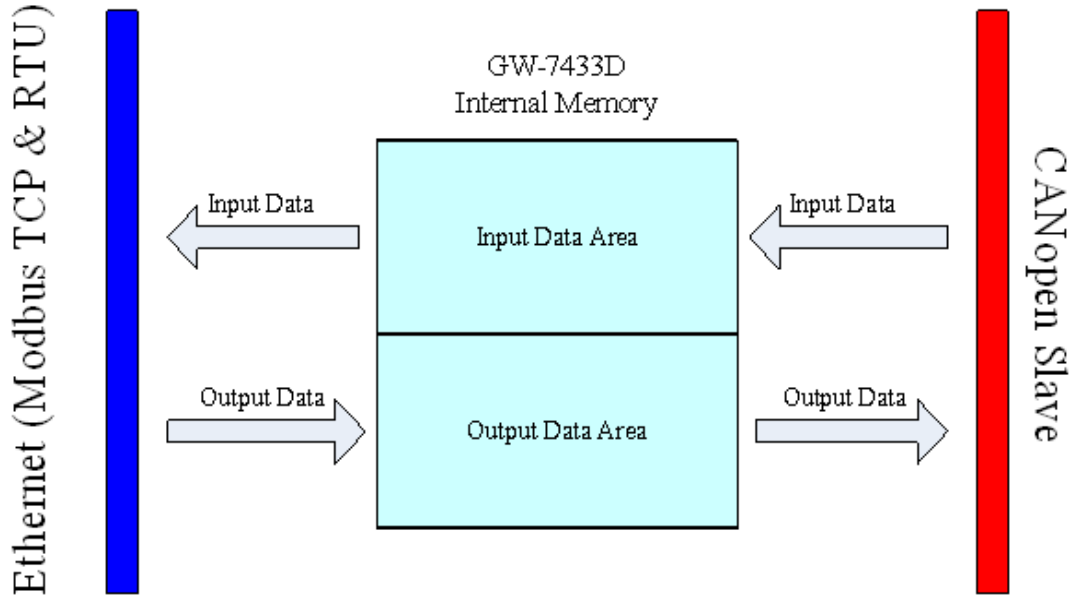 Ethernet (Modbus TCP & RTU)
GW-7433D
Internal Memory
Input Data
Input Data Area
Input Data
Output Data
Output Data Area
Output Data
CANopen Slave